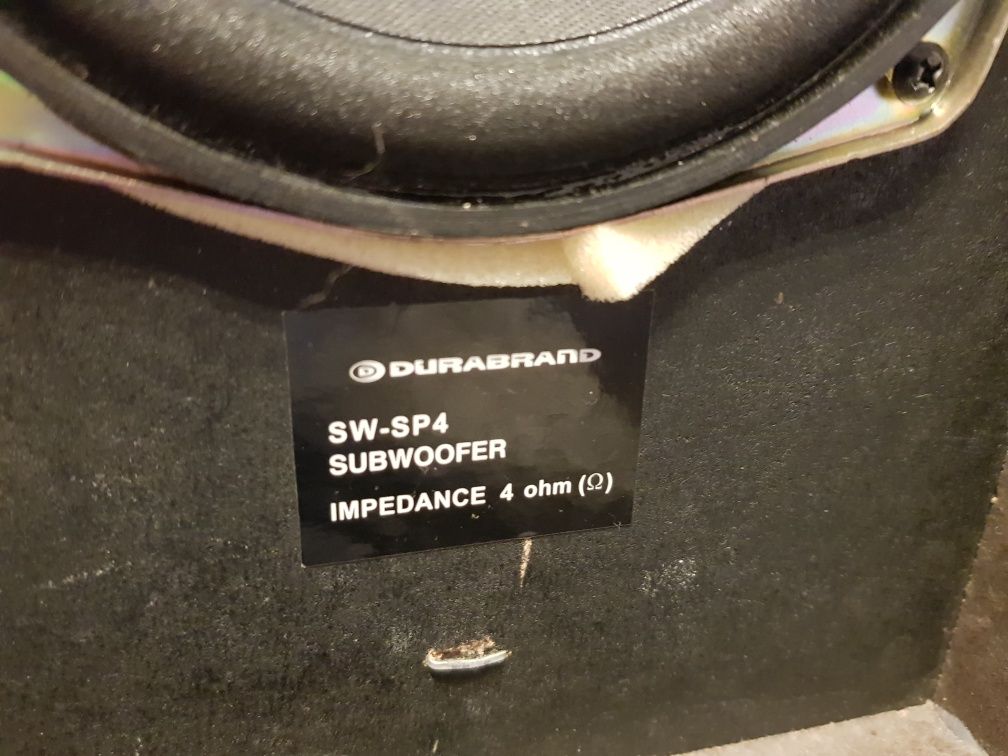 DURABRAND
SW-SP4
SUBWOOFER
IMPEDANCE 4 ohm (Ω)